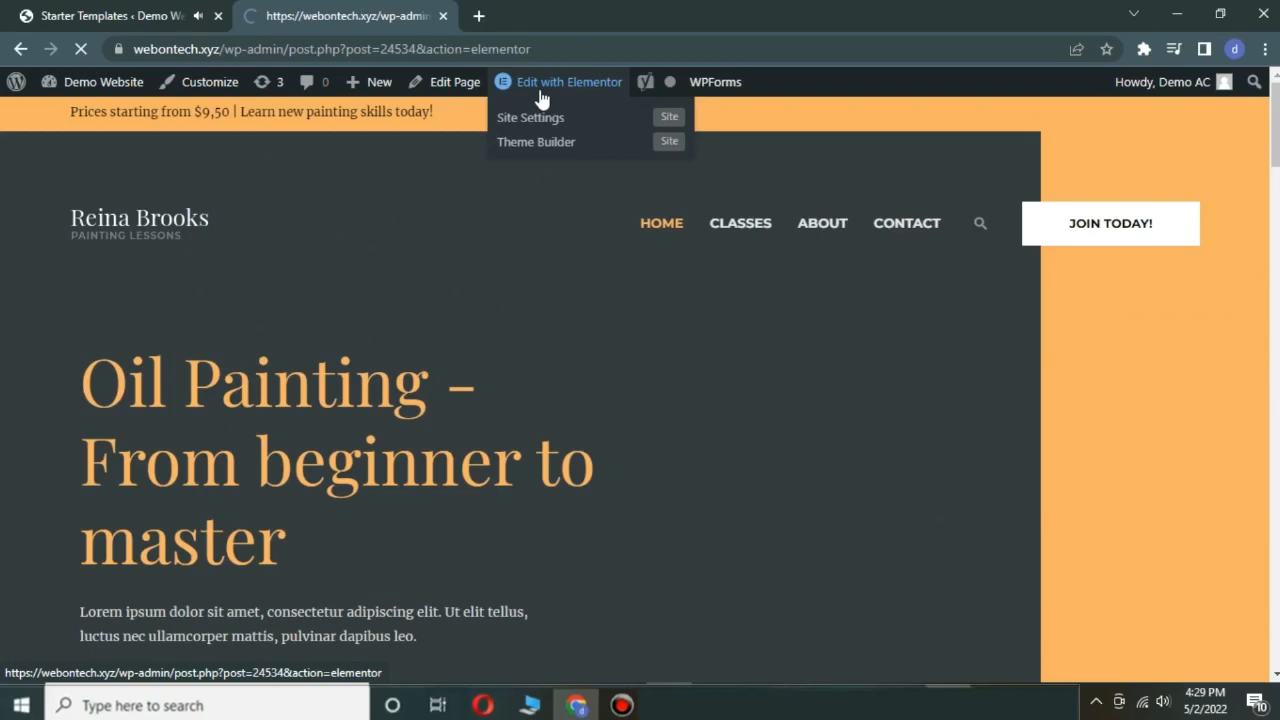 Starter Templates ‹ Demo We
https://webontech.xyz/wp-admin/
webontech.xyz/wp-admin/post.php?post=24534&action=elementor
d
Demo Website
Customize
3
0
New
Edit Page
Edit with Elementor
WPForms
Howdy, Demo AC
Prices starting from $9,50 | Learn new painting skills today!
Site Settings
Site
Theme Builder
Site
Reina Brooks
PAINTING LESSONS
HOME
CLASSES
ABOUT
CONTACT
JOIN TODAY!
Oil Painting -
From beginner to
master
Lorem ipsum dolor sit amet, consectetur adipiscing elit. Ut elit tellus,
luctus nec ullamcorper mattis, pulvinar dapibus leo.
https://webontech.xyz/wp-admin/post.php?post=24534&action=elementor
Type here to search
4:29 PM
5/2/2022
10